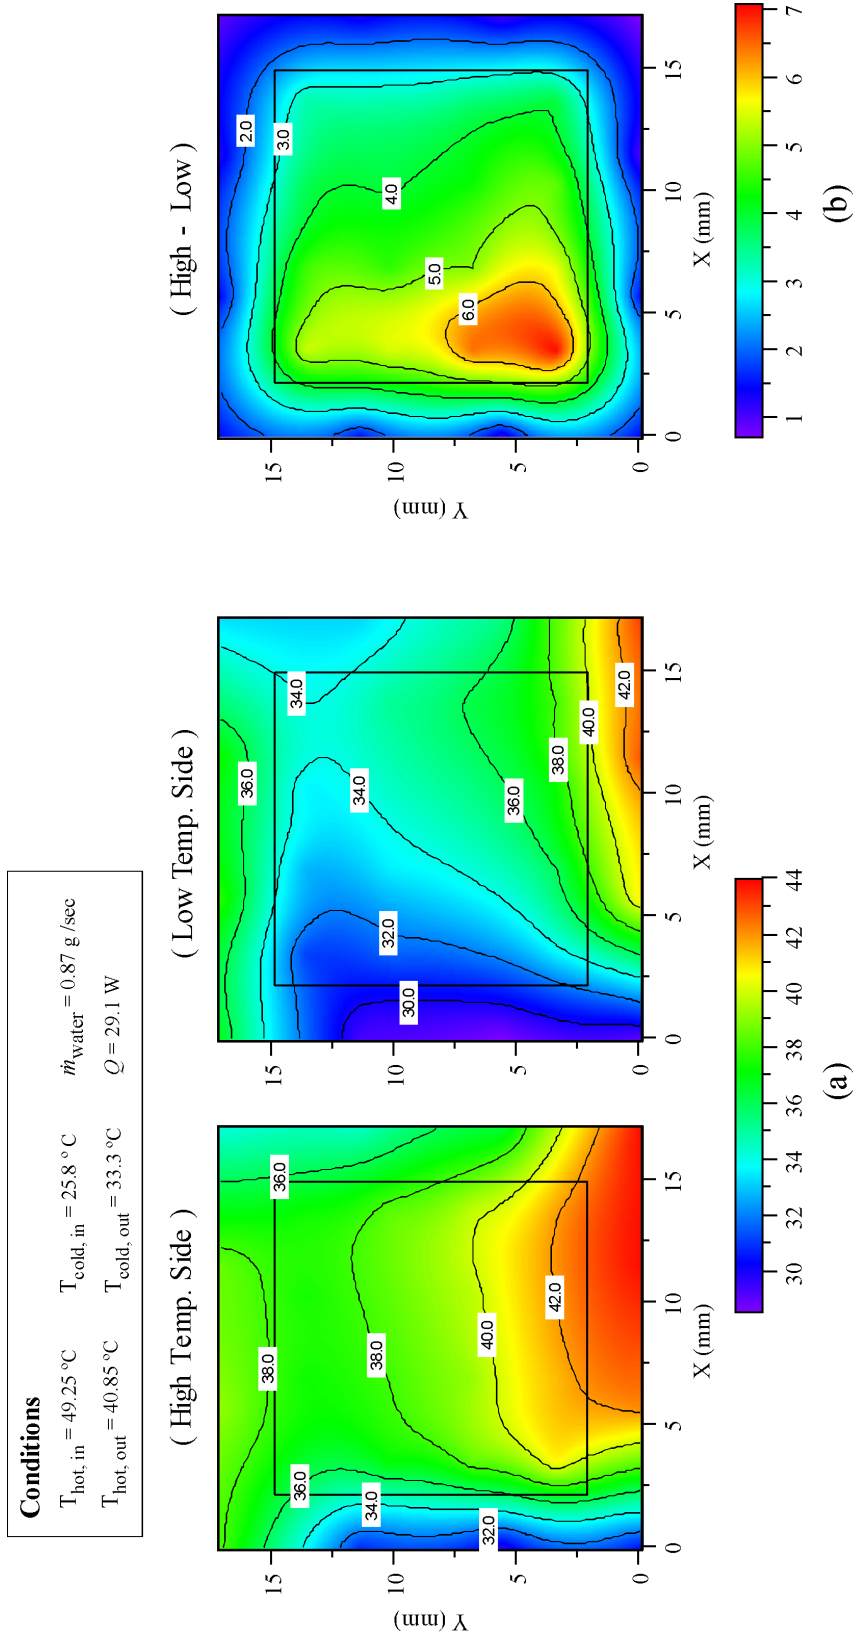 Conditions
T hot, in = 49.25 °C T cold, in = 25.8 ° C ṁ water = 0.87 g /sec
T hot, out = 40.85 °C T cold, out = 33.3 °C Q = 29.1 W
( High Temp. Side )
38.0
36.0
36.0
38.0
34.0
40.0
42.0
32.0
15
10
5
0
Y (mm)
0 5 10 15
X (mm)
( Low Temp. Side )
36.0
34.0
34.0
32.0
30.0
36.0
38.0
40.0
42.0
15
10
5
0
0 5 10 15
X (mm)
30 32 34 36 38 40 42 44
(a)
( High - Low )
2.0
3.0
4.0
5.0
6.0
15
10
5
0
Y (mm)
0 5 10 15
X (mm)
1 2 3 4 5 6 7
(b)